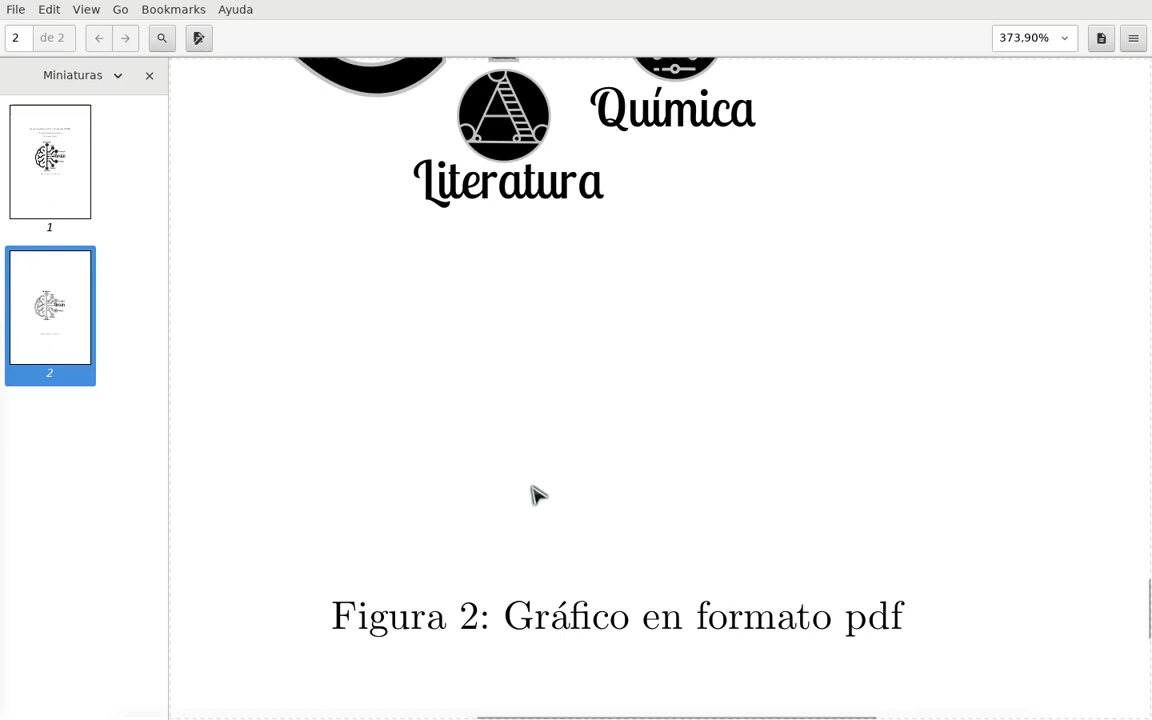 File Edit View Go Bookmarks Ayuda
2 de 2 373,90%
Miniaturas
1
2
Química
Literatura
Figura 2: Gráfico en formato pdf